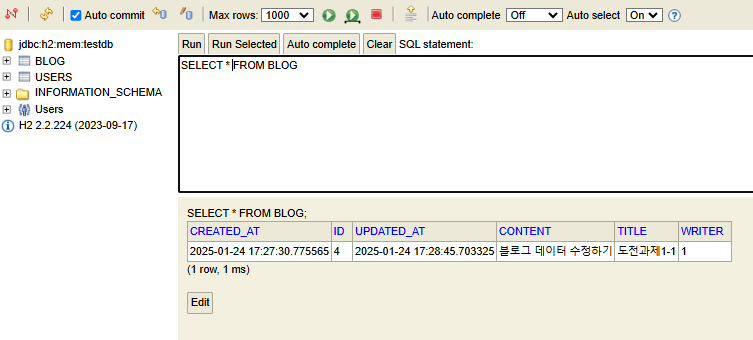 Auto commit Max rows: 1000 Auto complete Off Auto select On
jdbc:h2:mem:testdb
BLOG
USERS
INFORMATION_SCHEMA
Users
H2 2.2.224 (2023-09-17)
Run Run Selected Auto complete Clear SQL statement:
SELECT * FROM BLOG
SELECT * FROM BLOG;
CREATED_AT ID UPDATED_AT CONTENT TITLE WRITER
2025-01-24 17:27:30.775565 4 2025-01-24 17:28:45.703325 블로그 데이터 수정하기 도전과제1-1 1
(1 row, 1 ms)
Edit